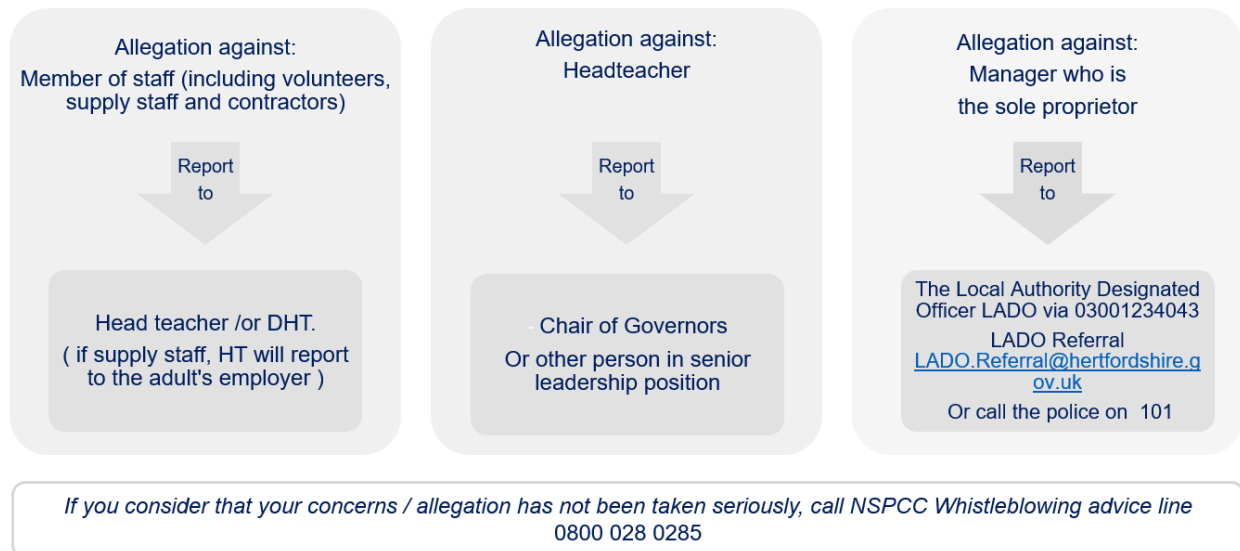 Allegation against:
Member of staff (including volunteers,
supply staff and contractors)
Report
to
Head teacher /or DHT.
( if supply staff, HT will report
to the adult's employer )
Allegation against:
Headteacher
Report
to
- Chair of Governors
Or other person in senior
leadership position
Allegation against:
Manager who is
the sole proprietor
Report
to
The Local Authority Designated
Officer LADO via 03001234043
LADO Referral
LADO.Referral@hertfordshire.g
ov.uk
Or call the police on  101
If you consider that your concerns / allegation has not been taken seriously, call NSPCC Whistleblowing advice line
0800 028 0285